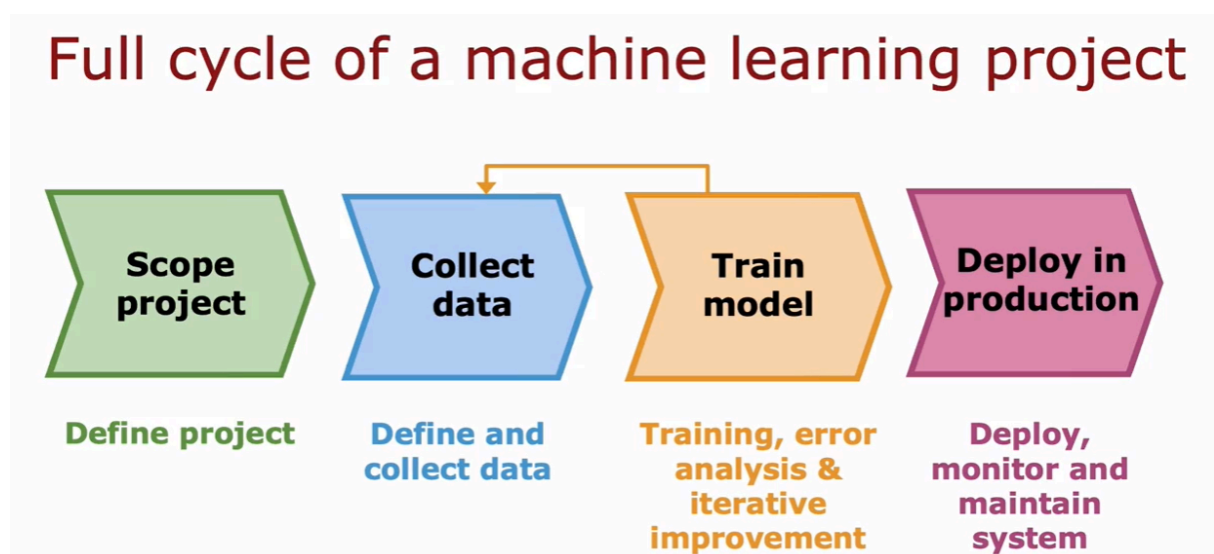 Full cycle of a machine learning project
Scope
project
Collect
data
Train
model
Deploy in
production
Define project
Define and
collect data
Training, error
analysis &
iterative
improvement
Deploy,
monitor and
maintain
system